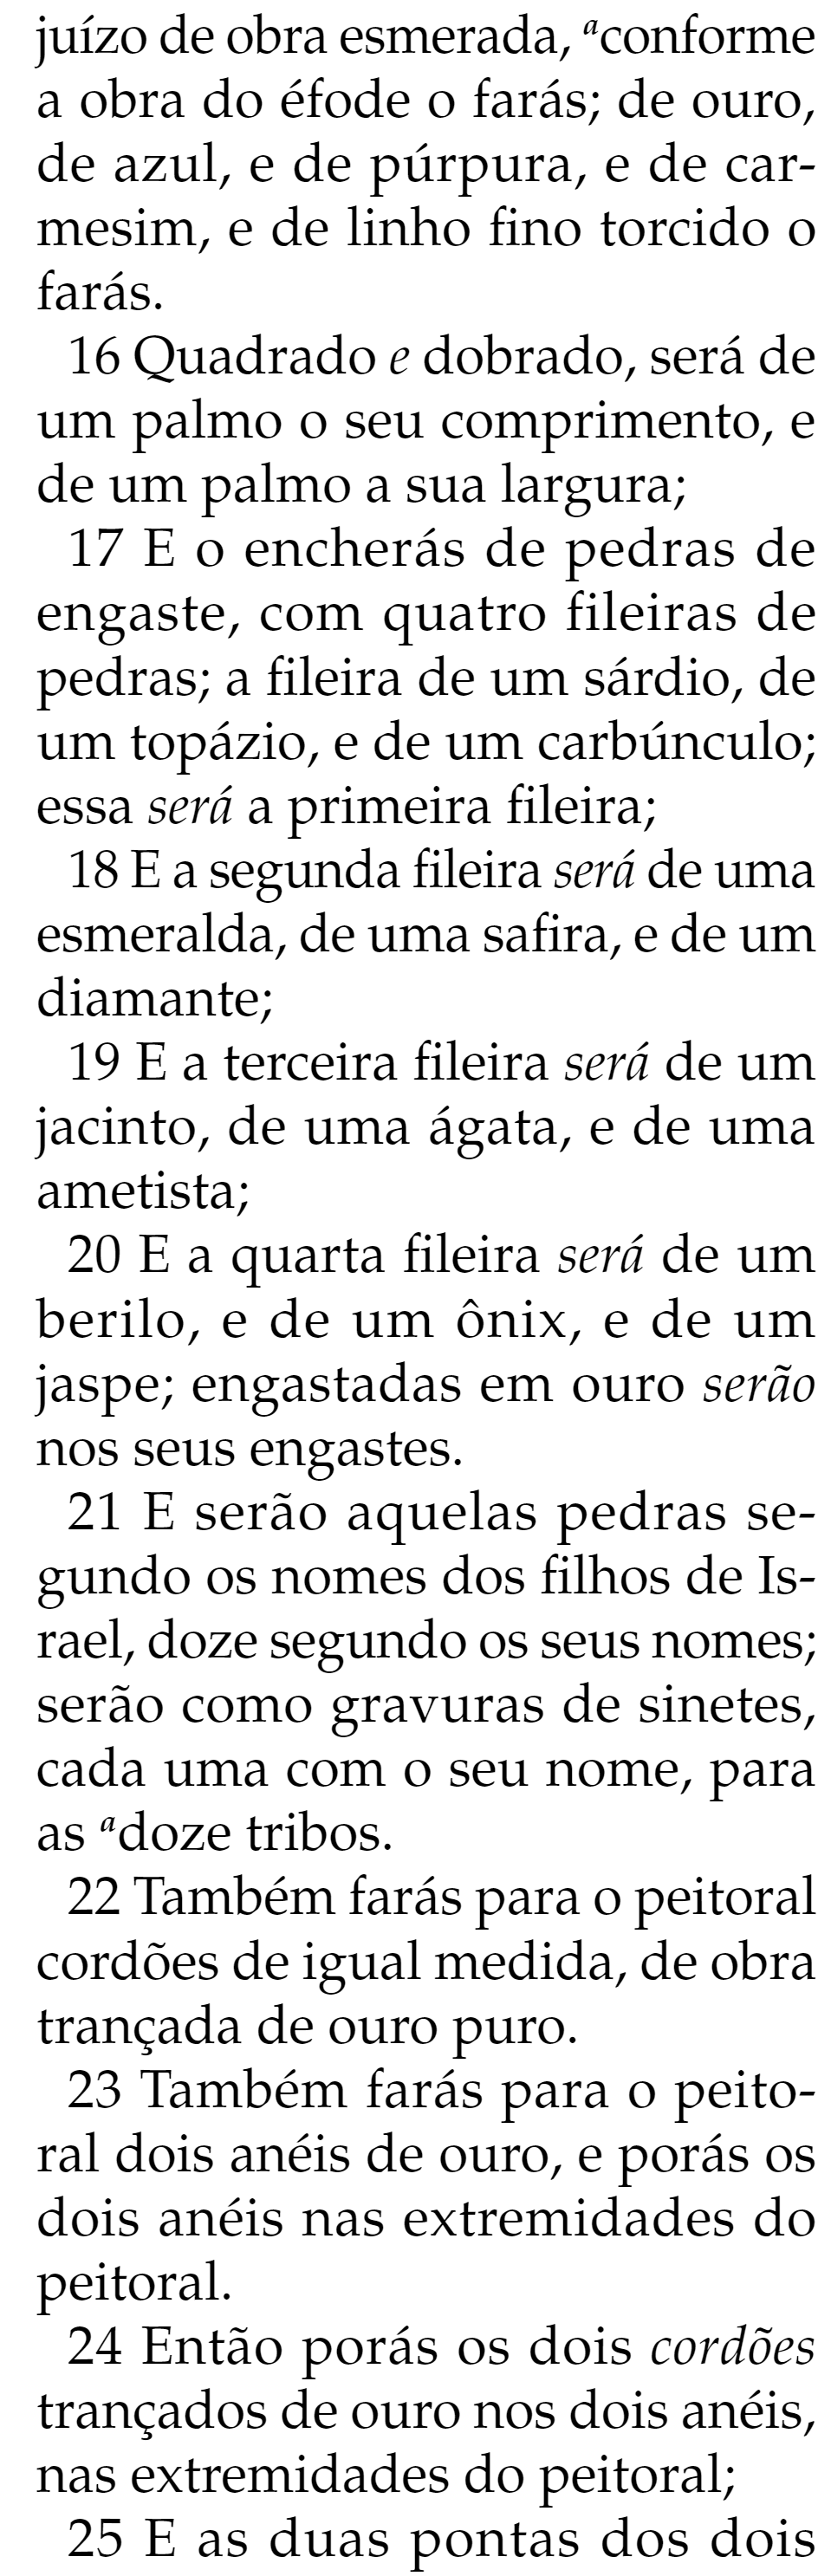 juízo de obra esmerada, ᵃconforme
a obra do éfode o farás; de ouro,
de azul, e de púrpura, e de car-
mesim, e de linho fino torcido o
farás.
16 Quadrado e dobrado, será de
um palmo o seu comprimento, e
de um palmo a sua largura;
17 E o encherás de pedras de
engaste, com quatro fileiras de
pedras; a fileira de um sárdio, de
um topázio, e de um carbúnculo;
essa será a primeira fileira;
18 E a segunda fileira será de uma
esmeralda, de uma safira, e de um
diamante;
19 E a terceira fileira será de um
jacinto, de uma ágata, e de uma
ametista;
20 E a quarta fileira será de um
berilo, e de um ônix, e de um
jaspe; engastadas em ouro serão
nos seus engastes.
21 E serão aquelas pedras se-
gundo os nomes dos filhos de Is-
rael, doze segundo os seus nomes;
serão como gravuras de sinetes,
cada uma com o seu nome, para
as ᵃdoze tribos.
22 Também farás para o peitoral
cordões de igual medida, de obra
trançada de ouro puro.
23 Também farás para o peito-
ral dois anéis de ouro, e porás os
dois anéis nas extremidades do
peitoral.
24 Então porás os dois cordões
trançados de ouro nos dois anéis,
nas extremidades do peitoral;
25 E as duas pontas dos dois